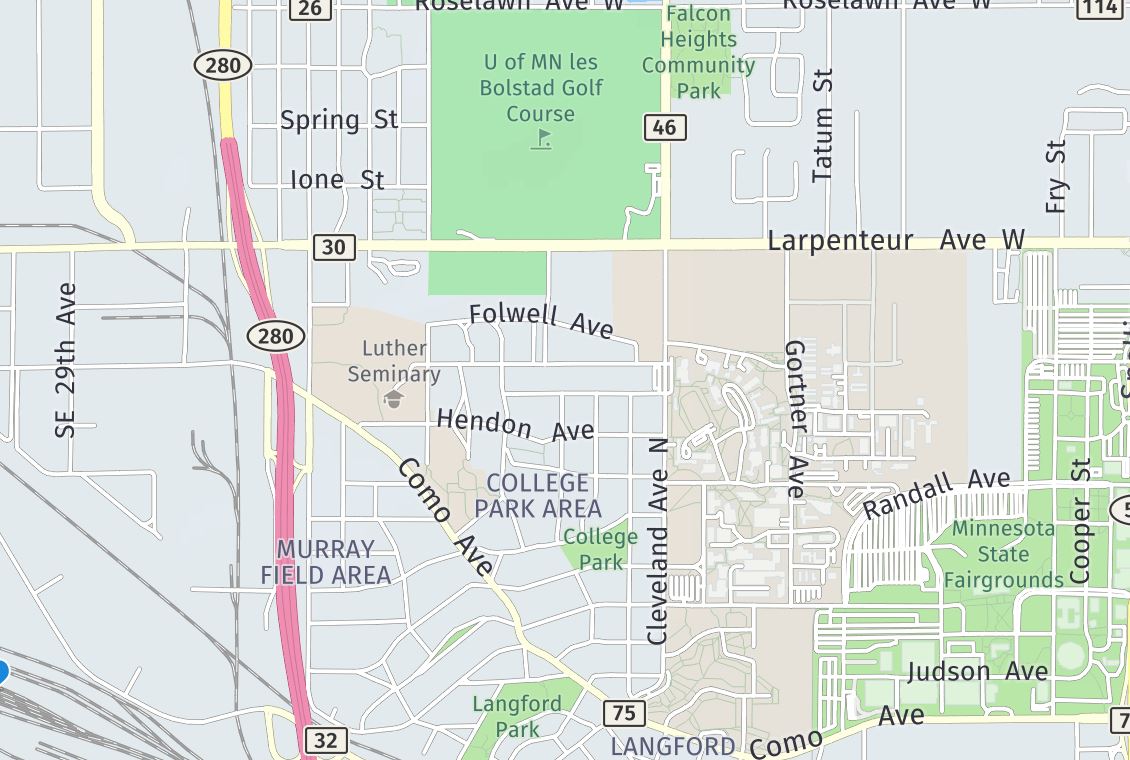 26
Roselawn Ave W
Roselawn Ave W
114
Falcon
Heights
Community
Park
280
U of MN les
Bolstad Golf
Course
Spring St
46
Tatum St
Ione St
Fry St
30
Larpenteur Ave W
SE 29th Ave
Folwell Ave
280
Luther
Seminary
Gortner Ave
Hendon Ave
Como Ave
COLLEGE
PARK AREA
Cleveland Ave N
Randall Ave
Cooper St
College
Park
Minnesota
State
Fairgrounds
MURRAY
FIELD AREA
Judson Ave
Langford
Park
75
Como Ave
32
LANGFORD